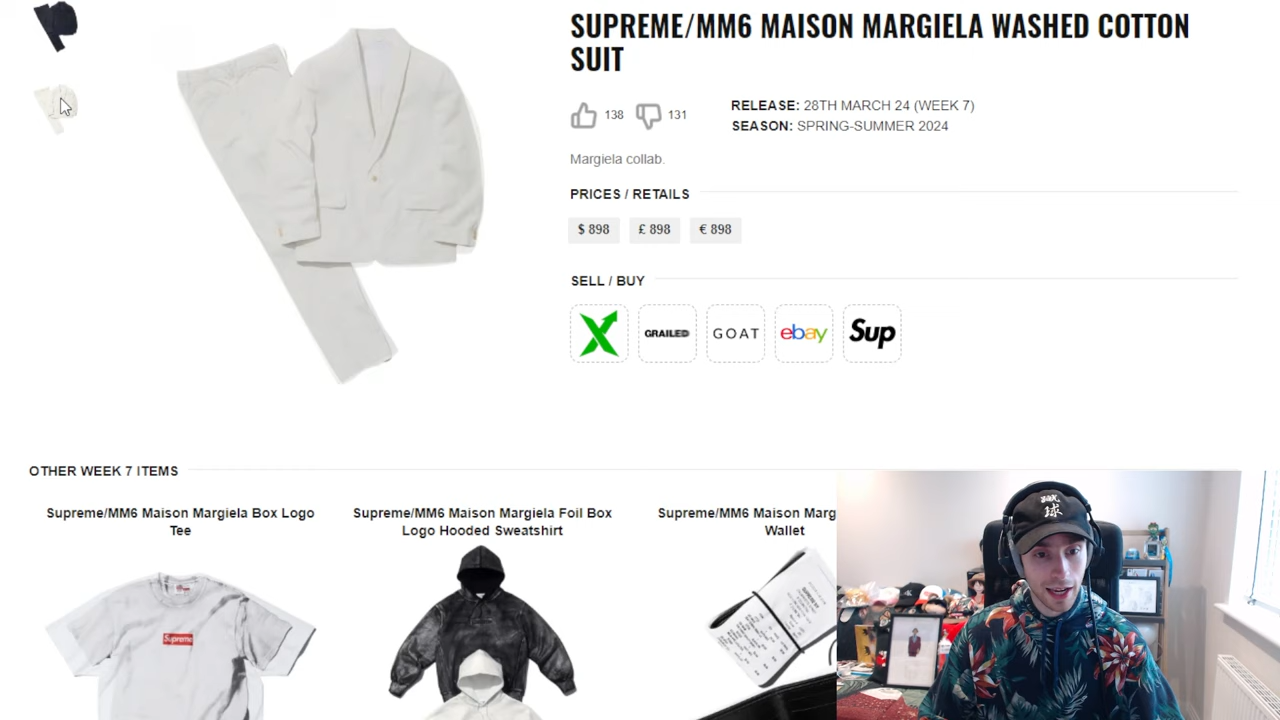 SUPREME/MM6 MAISON MARGIELA WASHED COTTON
SUIT
138
131
RELEASE: 28TH MARCH 24 (WEEK 7)
SEASON: SPRING-SUMMER 2024
Margiela collab.
PRICES / RETAILS
$ 898
£ 898
€ 898
SELL / BUY
X
GRAILED
GOAT
ebay
Sup
OTHER WEEK 7 ITEMS
Supreme/MM6 Maison Margiela Box Logo
Tee
Supreme/MM6 Maison Margiela Foil Box
Logo Hooded Sweatshirt
Supreme/MM6 Maison Marg
Wallet
Supreme
球